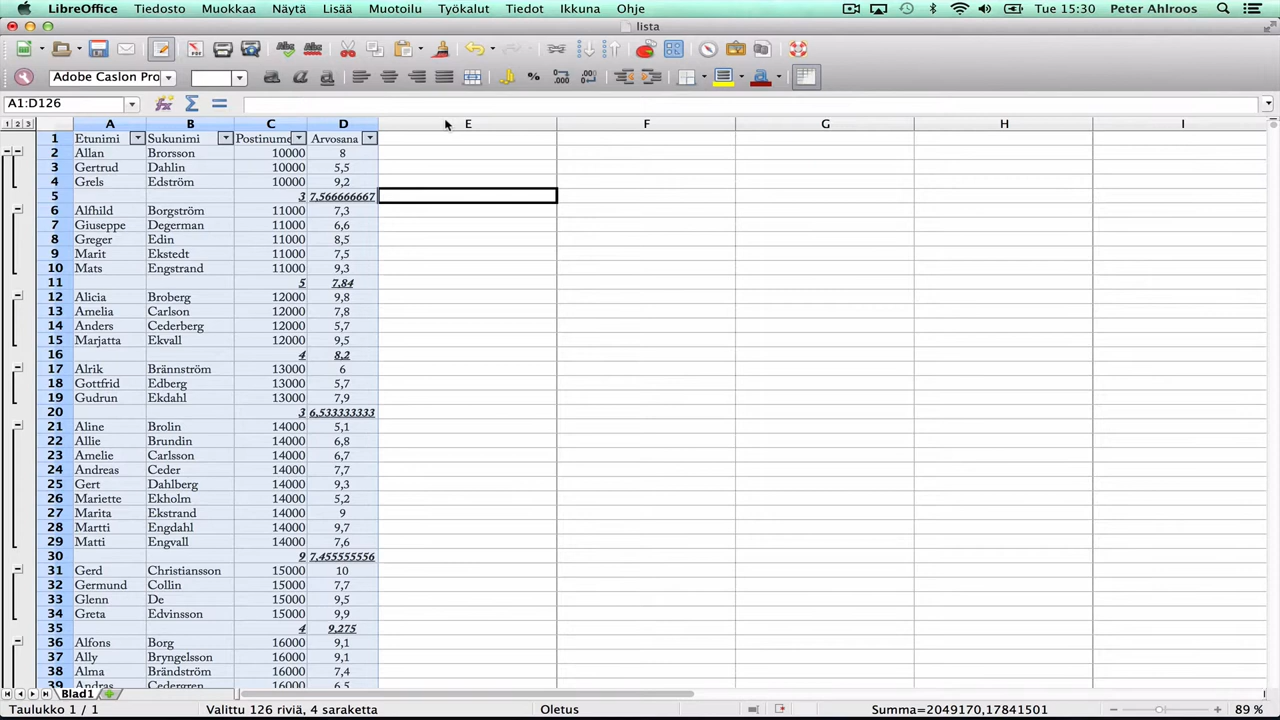 LibreOffice Tiedosto Muokkaa Näytä Lisää Muotoilu Työkalut Tiedot Ikkuna Ohje Tue 15:30 Peter Ahlroos
lista
Adobe Caslon Pro
A1:D126
1 2 3 A B C D E F G H I
1 Etunimi Sukunimi Postinume Arvosana
2 Allan Brorsson 10000 8
3 Gertrud Dahlin 10000 5,5
4 Grels Edström 10000 9,2
5 3 7,566666667
6 Alfhild Borgström 11000 7,3
7 Giuseppe Degerman 11000 6,6
8 Greger Edin 11000 8,5
9 Marit Ekstedt 11000 7,5
10 Mats Engstrand 11000 9,3
11 5 7,84
12 Alicia Broberg 12000 9,8
13 Amelia Carlson 12000 7,8
14 Anders Cederberg 12000 5,7
15 Marjatta Ekvall 12000 9,5
16 4 8,2
17 Alrik Brännström 13000 6
18 Gottfrid Edberg 13000 5,7
19 Gudrun Ekdahl 13000 7,9
20 3 6,533333333
21 Aline Brolin 14000 5,1
22 Allie Brundin 14000 6,8
23 Amelie Carlsson 14000 6,7
24 Andreas Ceder 14000 7,7
25 Gert Dahlberg 14000 9,3
26 Mariette Ekholm 14000 5,2
27 Marita Ekstrand 14000 9
28 Martti Engdahl 14000 9,7
29 Matti Engvall 14000 7,6
30 9 7,455555556
31 Gerd Christiansson 15000 10
32 Germund Collin 15000 7,7
33 Glenn De 15000 9,5
34 Greta Edvinsson 15000 9,9
35 4 9,275
36 Alfons Borg 16000 9,1
37 Ally Bryngelsson 16000 9,1
38 Alma Brändström 16000 7,4
39 Andras Cedergren 16000 6,5
Blad1
Taulukko 1 / 1 Valittu 126 riviä, 4 saraketta Oletus Summa=2049170,17841501 89 %